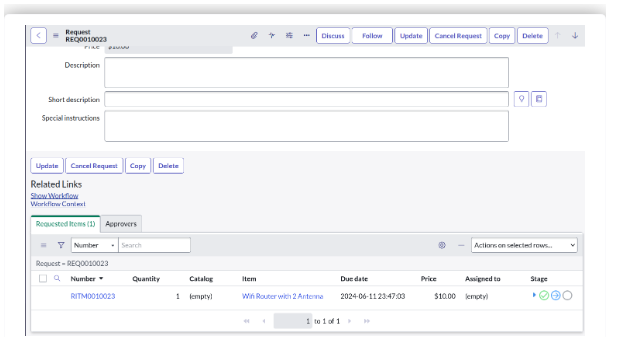 Request
REQ0010023
Discuss Follow Update Cancel Request Copy Delete
Price $10.00
Description
Short description
Special instructions
Update Cancel Request Copy Delete
Related Links
Show Workflow
Workflow Context
Requested Items (1) Approvers
Number Search Actions on selected rows...
Request = REQ0010023
Number Quantity Catalog Item Due date Price Assigned to Stage
RITM0010023 1 (empty) Wifi Router with 2 Antenna 2024-06-11 23:47:03 $10.00 (empty)
1 to 1 of 1